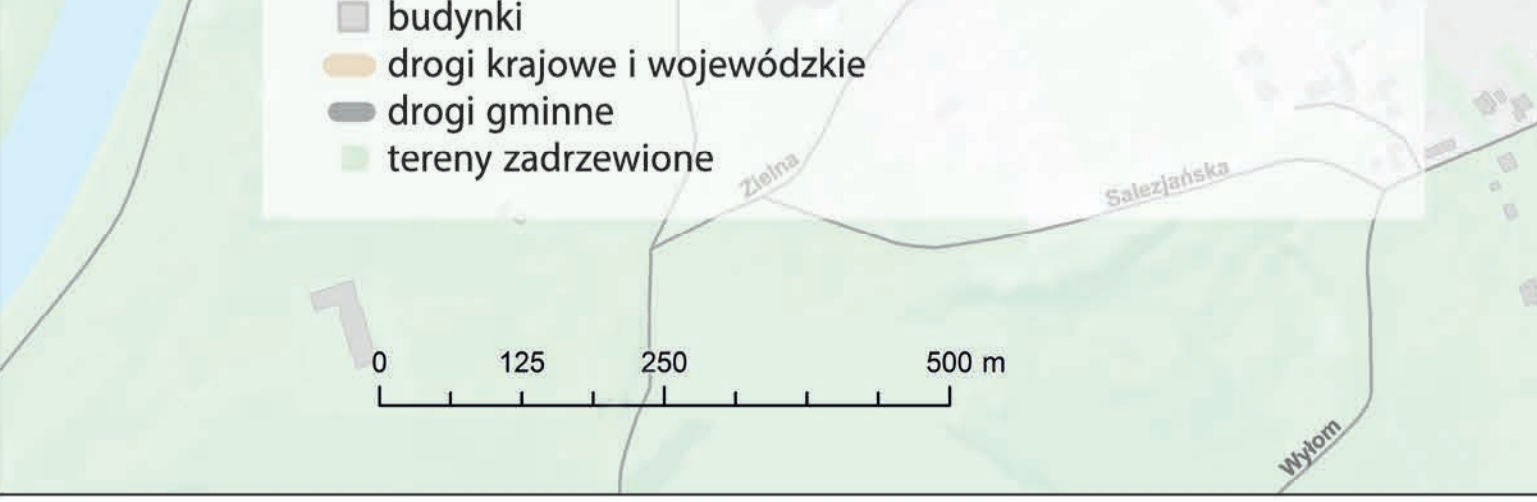 budynki
drogi krajowe i wojewódzkie
drogi gminne
tereny zadrzewione
Zielna
Salezjańska
0 125 250 500 m
Wyłom